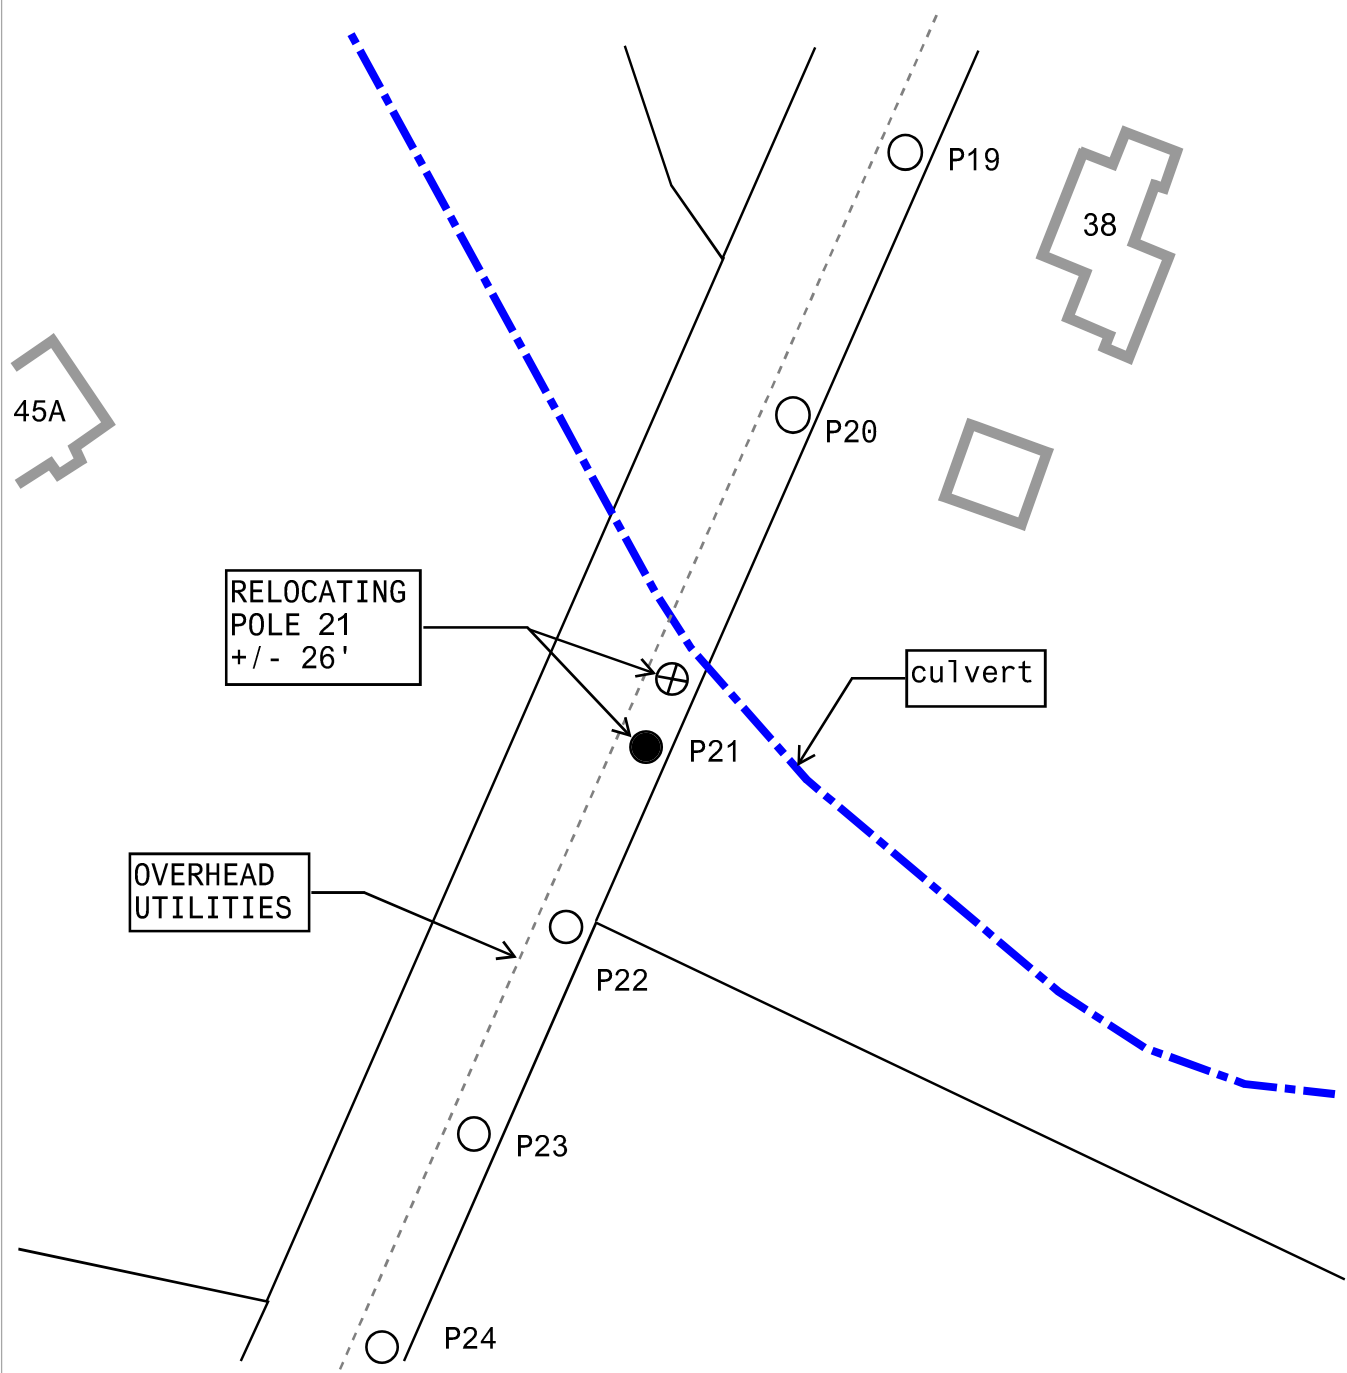 P19
38
45A
P20
RELOCATING
POLE 21
+/- 26'
culvert
P21
OVERHEAD
UTILITIES
P22
P23
P24